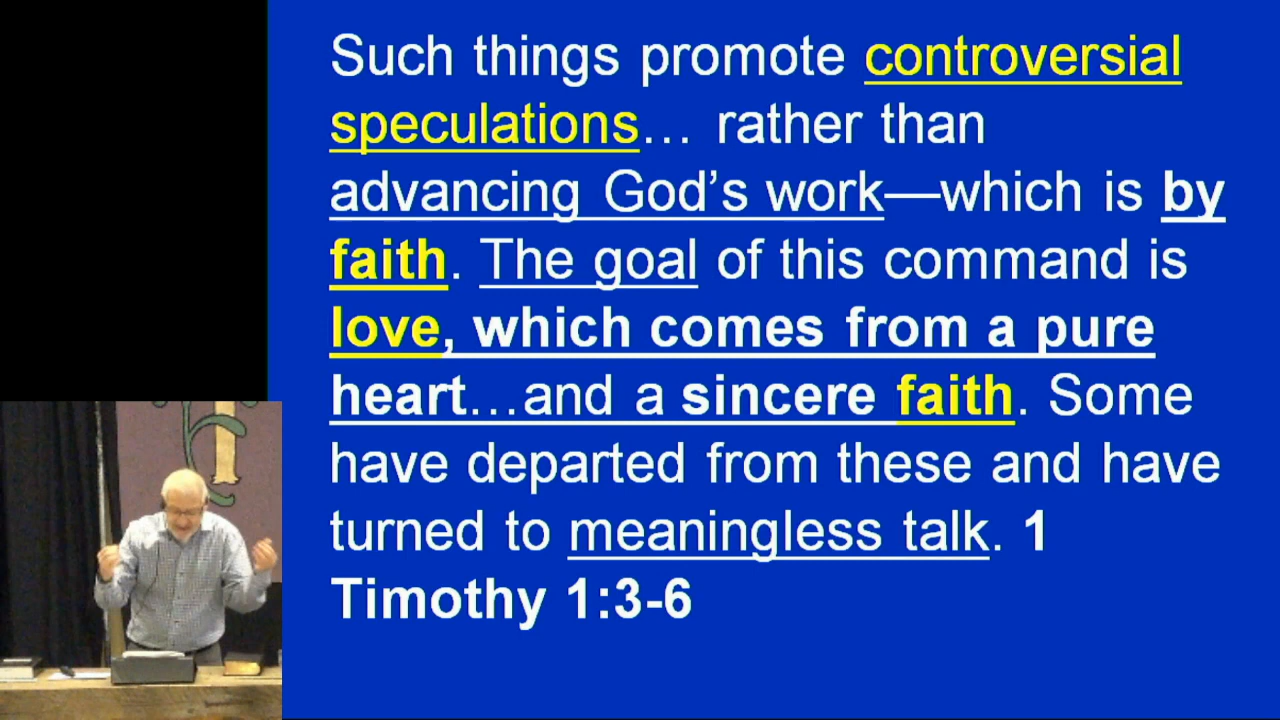 Such things promote controversial
speculations… rather than
advancing God’s work—which is by
faith. The goal of this command is
love, which comes from a pure
heart…and a sincere faith. Some
have departed from these and have
turned to meaningless talk. 1
Timothy 1:3-6